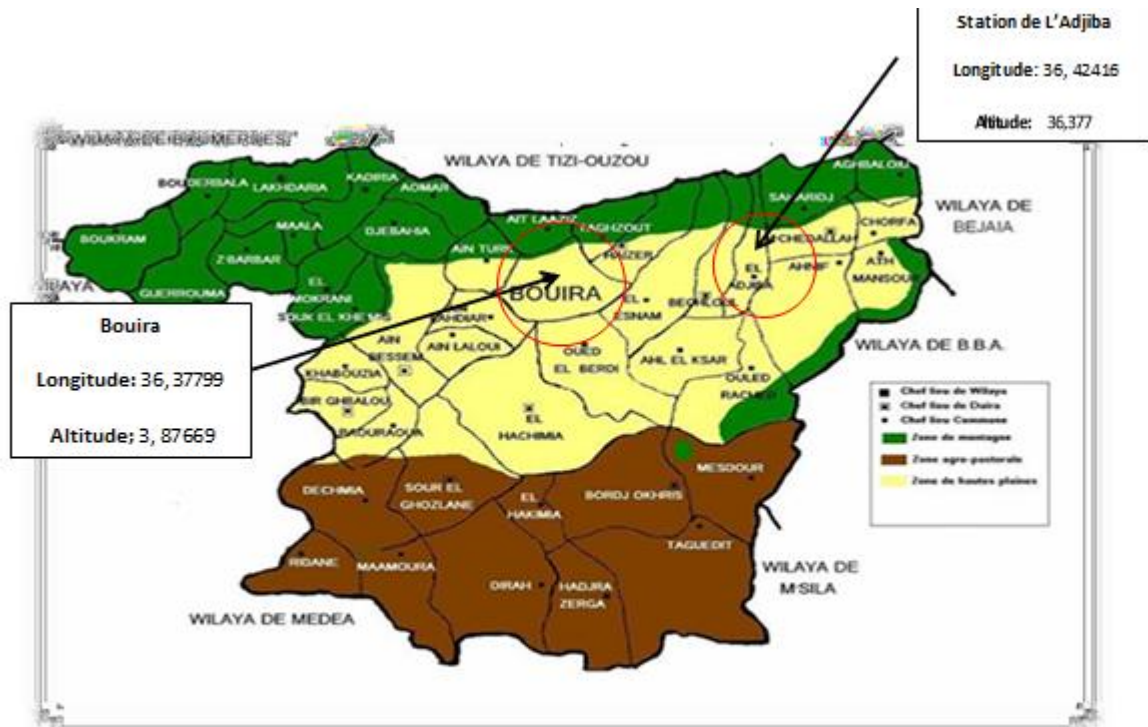 Station de L'Adjiba
Longitude: 36, 42416
Altitude: 36,377
WILAYA DE TIZI-OUZOU
AGHBALOU
KADIRIA
BOUDERBALA
LAKHDARIA
AOMAR
SAHARIDJ
AIT LAAZIZ
TAGHZOUT
CHORFA
WILAYA DE
BEJAIA
MAALA
DJEBAHIA
BOUKRAM
AIN TURK
HAIZER
M'CHEDALLAH
Z'BARBAR
AHNIF
ATH
MANSOUR
EL
ADJIBA
WILAYA
GUERROUMA
EL
MOKRANI
SOUK EL KHEMIS
BOUIRA
BECHLOUL
EL
ESNAM
Bouira
Longitude: 36, 37799
Altitude; 3, 87669
AIN
BESSEM
AIN LALOUI
OUED
EL BERDI
AHL EL KSAR
WILAYA DE B.B.A.
KHABOUZIA
OULED
RACHED
BIR GHBALOU
EL
HACHIMIA
RAOURAOUA
Chef lieu de Wilaya
Chef lieu de Daira
Chef lieu Commune
Zone de montagne
Zone agro-pastorale
Zone de hautes plaines
MESDOUR
DECHMIA
SOUR EL
GHOZLANE
EL
HAKIMIA
BORDJ OKHRIS
TAGUEDIT
RIDANE
MAAMOURA
DIRAH
HADJRA
ZERGA
WILAYA DE
M'SILA
WILAYA DE MEDEA